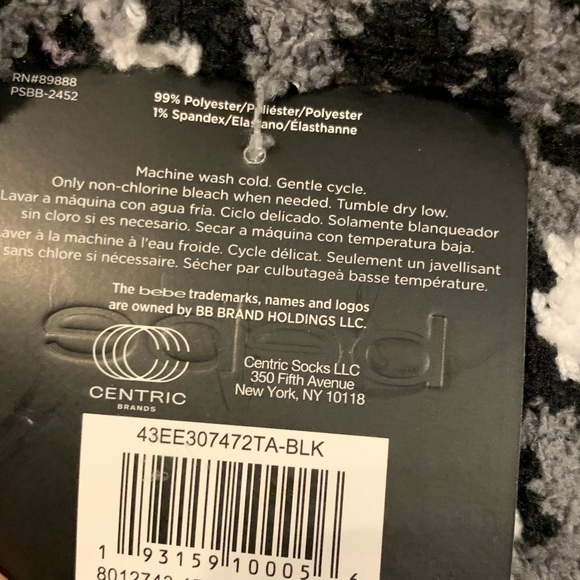 RN#89888
PSBB-2452
99% Polyester/Poliéster/Polyester
1% Spandex/Elastano/Élasthanne
Machine wash cold. Gentle cycle.
Only non-chlorine bleach when needed. Tumble dry low.
Lavar a máquina con agua fría. Ciclo delicado. Solamente blanqueador
sin cloro si es necesario. Secar a máquina con temperatura baja.
aver à la machine à l'eau froide. Cycle délicat. Seulement un javellisant
sans chlore si nécessaire. Sécher par culbutageà basse température.
The bebe trademarks, names and logos
are owned by BB BRAND HOLDINGS LLC.
bebe
CENTRIC
BRANDS
Centric Socks LLC
350 Fifth Avenue
New York, NY 10118
43EE307472TA-BLK
1 93159 10005 6